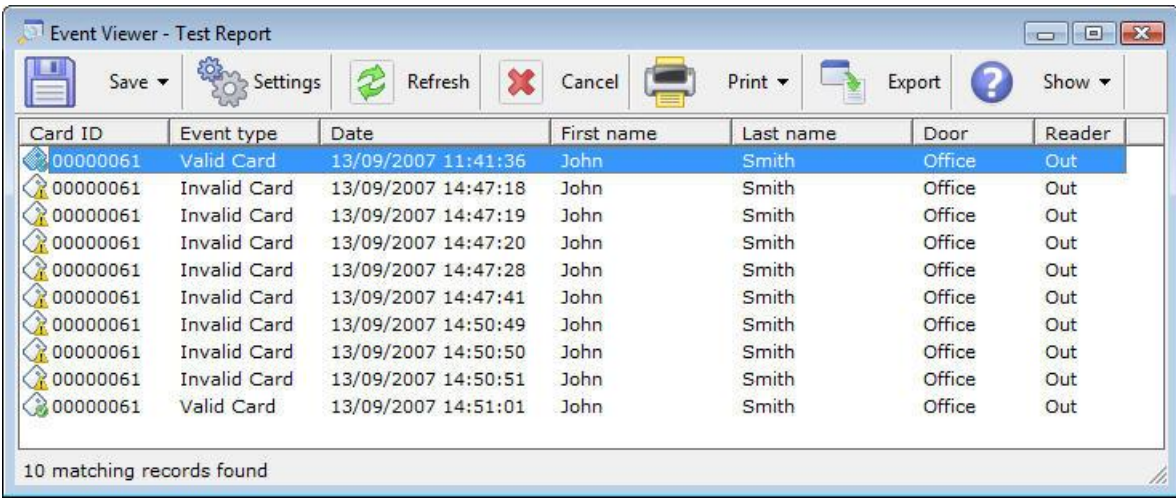 Event Viewer - Test Report
Save Settings Refresh Cancel Print Export Show
Card ID Event type Date First name Last name Door Reader
00000061 Valid Card 13/09/2007 11:41:36 John Smith Office Out
00000061 Invalid Card 13/09/2007 14:47:18 John Smith Office Out
00000061 Invalid Card 13/09/2007 14:47:19 John Smith Office Out
00000061 Invalid Card 13/09/2007 14:47:20 John Smith Office Out
00000061 Invalid Card 13/09/2007 14:47:28 John Smith Office Out
00000061 Invalid Card 13/09/2007 14:47:41 John Smith Office Out
00000061 Invalid Card 13/09/2007 14:50:49 John Smith Office Out
00000061 Invalid Card 13/09/2007 14:50:50 John Smith Office Out
00000061 Invalid Card 13/09/2007 14:50:51 John Smith Office Out
00000061 Valid Card 13/09/2007 14:51:01 John Smith Office Out
10 matching records found